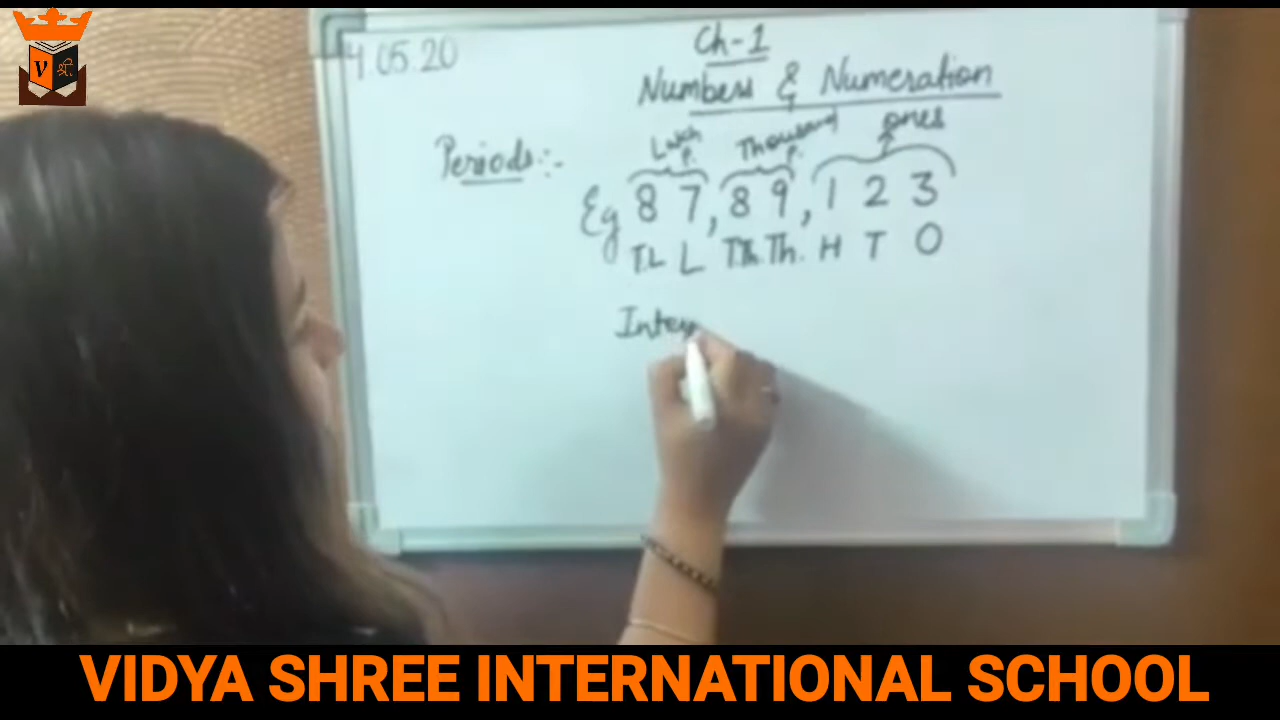 V श्री
4.05.20
Ch-1
Numbers & Numeration
Periods:-
Lakh P. Thousand P. ones
Eg 87,89,123
T.L L T.Th. Th. H T O
Inter
VIDYA SHREE INTERNATIONAL SCHOOL